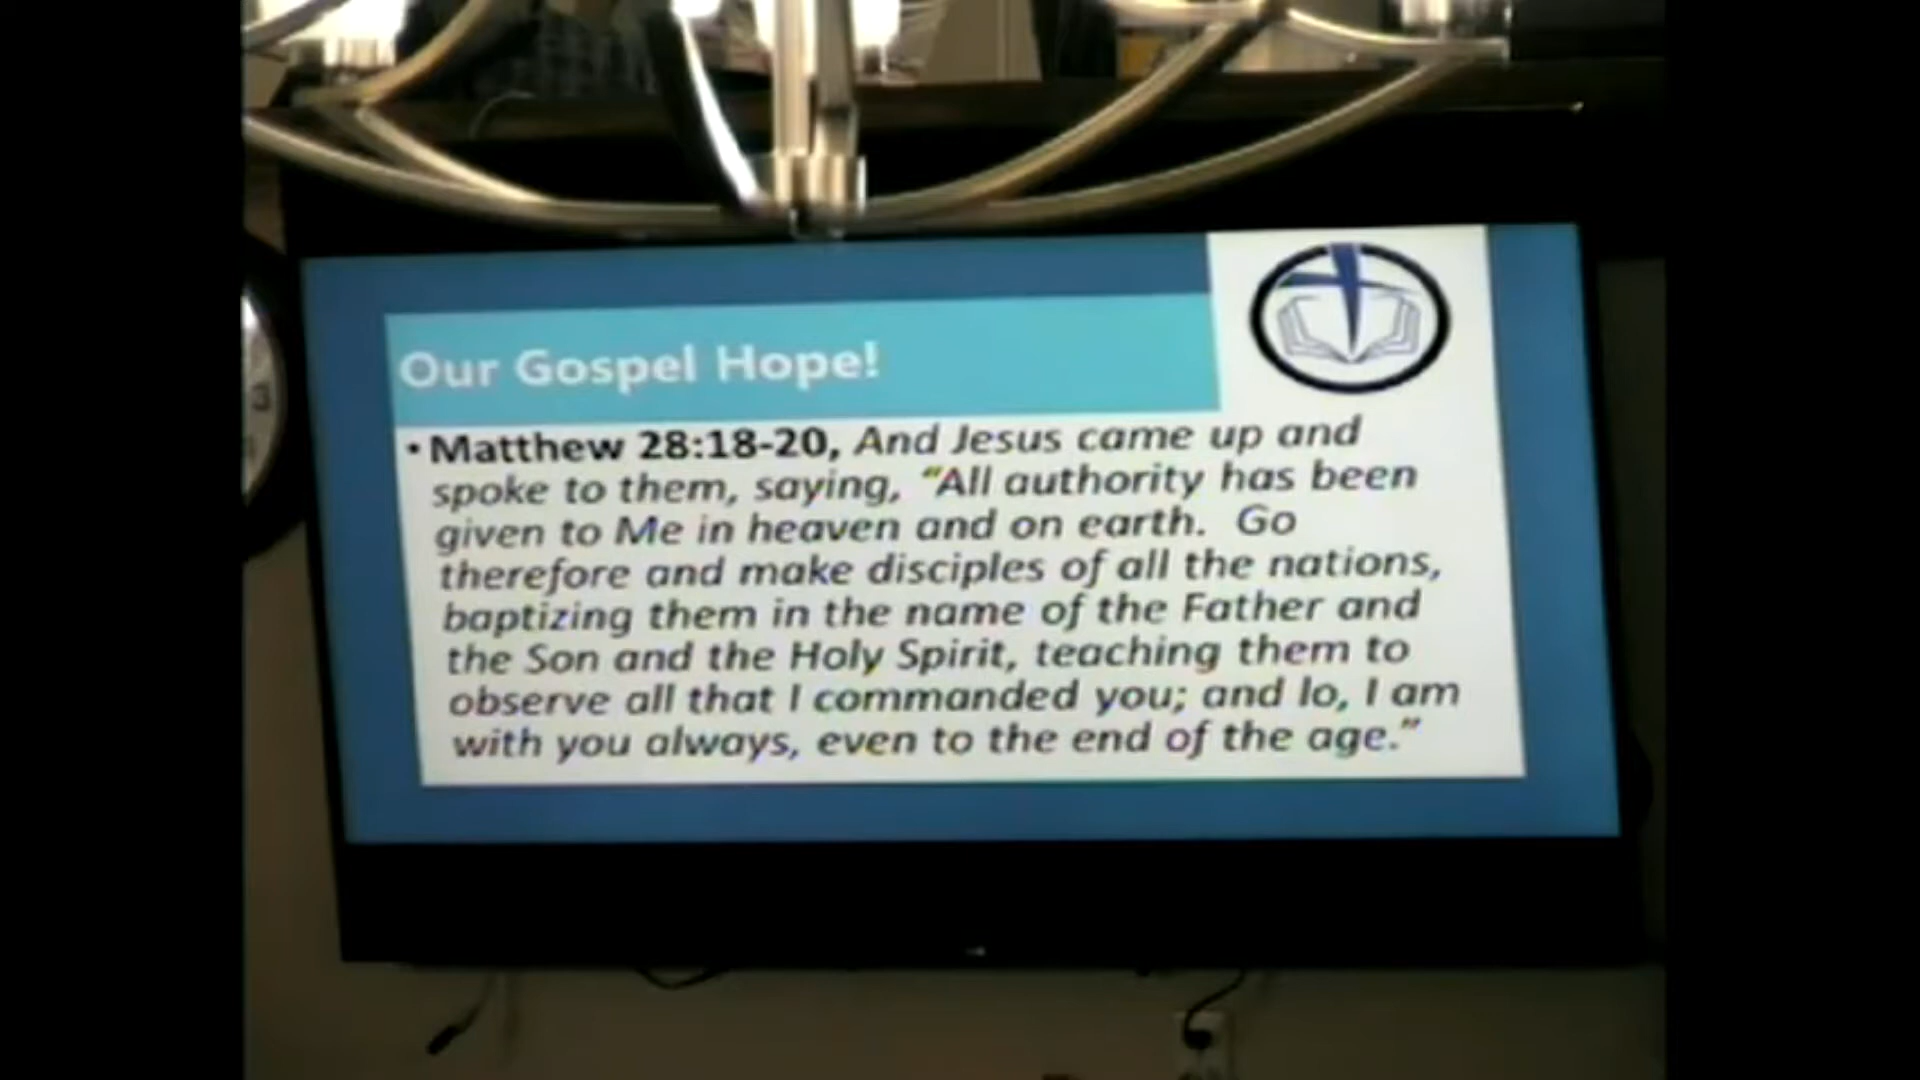 Our Gospel Hope!
• Matthew 28:18-20, And Jesus came up and
spoke to them, saying, “All authority has been
given to Me in heaven and on earth.  Go
therefore and make disciples of all the nations,
baptizing them in the name of the Father and
the Son and the Holy Spirit, teaching them to
observe all that I commanded you; and lo, I am
with you always, even to the end of the age.”
3